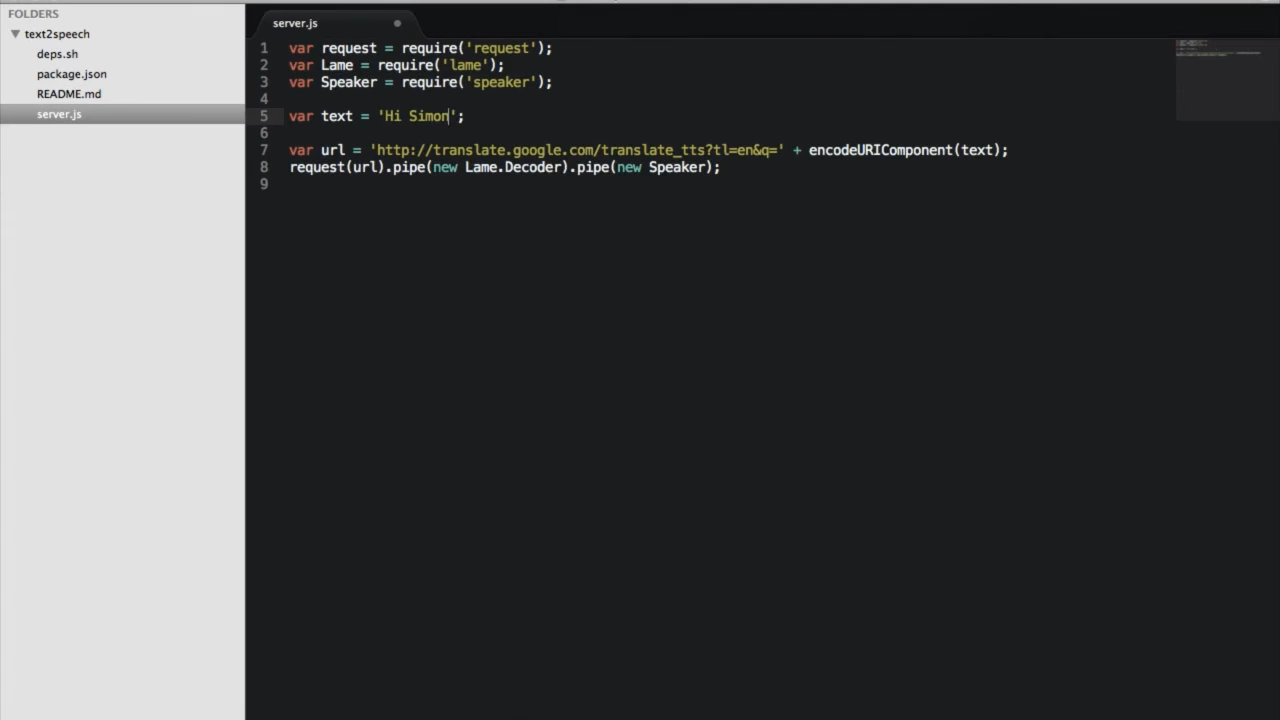 FOLDERS
text2speech
deps.sh
package.json
README.md
server.js
server.js
1 var request = require('request');
2 var Lame = require('lame');
3 var Speaker = require('speaker');
4
5 var text = 'Hi Simon';
6
7 var url = 'http://translate.google.com/translate_tts?tl=en&q=' + encodeURIComponent(text);
8 request(url).pipe(new Lame.Decoder).pipe(new Speaker);
9